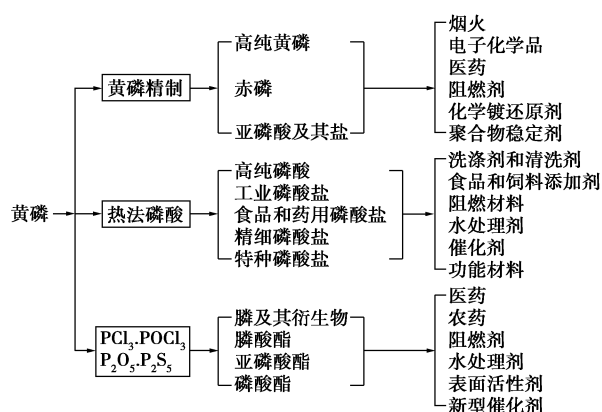 黄磷
黄磷精制
高纯黄磷
赤磷
亚磷酸及其盐
烟火
电子化学品
医药
阻燃剂
化学镀还原剂
聚合物稳定剂
热法磷酸
高纯磷酸
工业磷酸盐
食品和药用磷酸盐
精细磷酸盐
特种磷酸盐
洗涤剂和清洗剂
食品和饲料添加剂
阻燃材料
水处理剂
催化剂
功能材料
PCl₃.POCl₃
P₂O₅.P₂S₅
膦及其衍生物
膦酸酯
亚磷酸酯
磷酸酯
医药
农药
阻燃剂
水处理剂
表面活性剂
新型催化剂